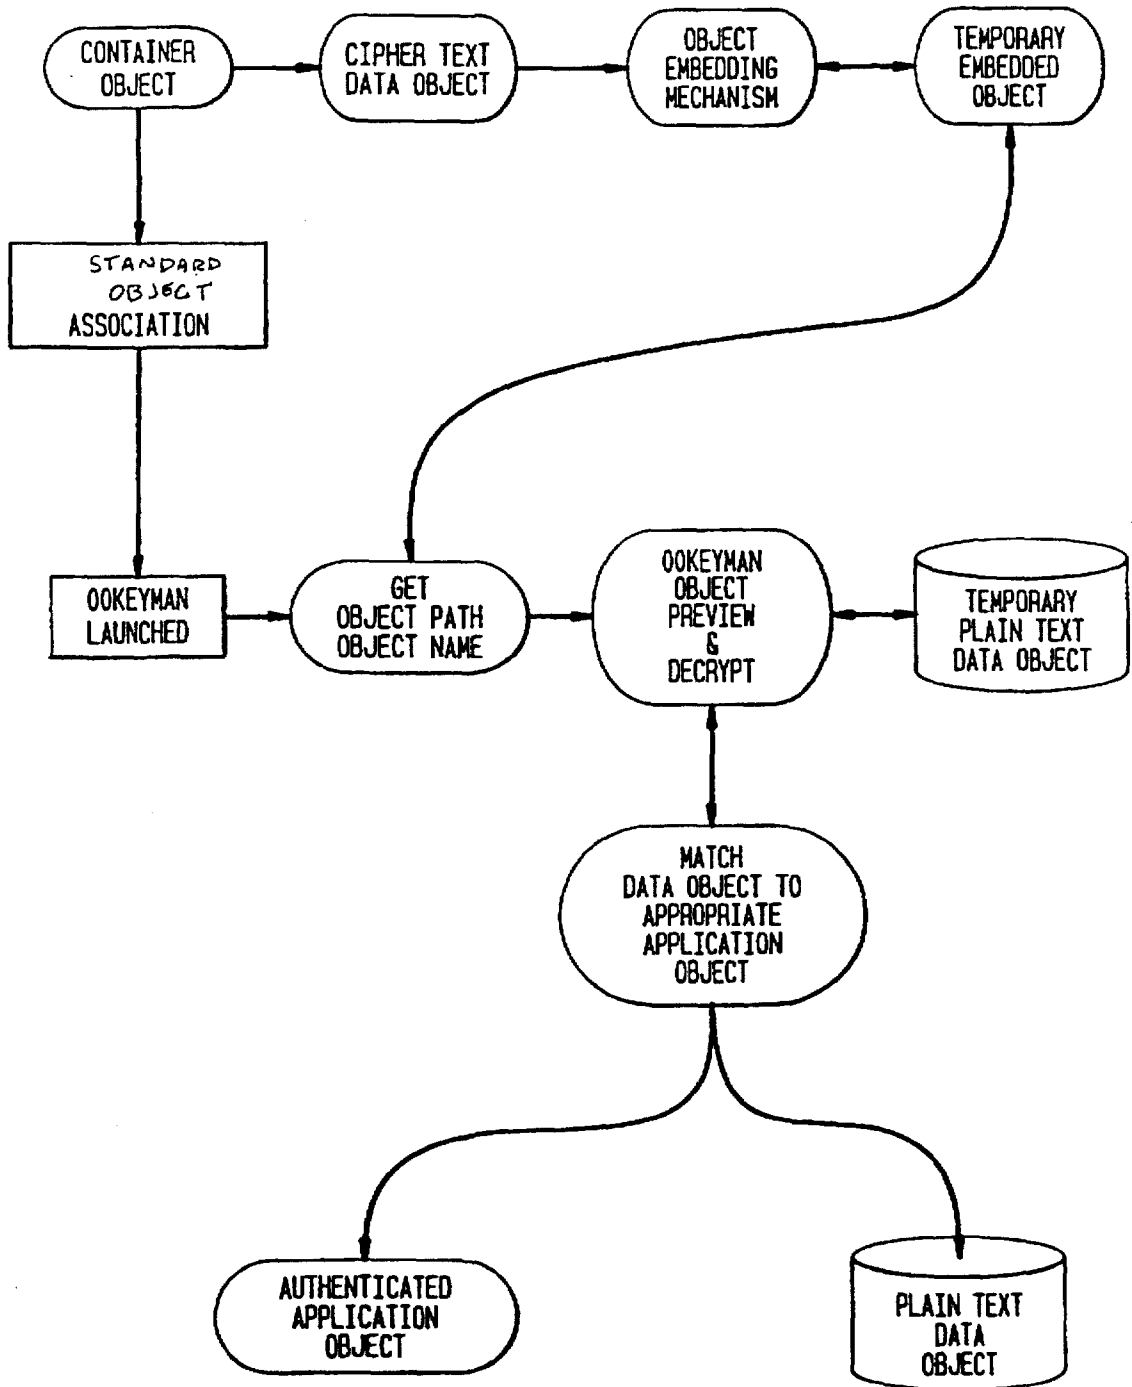 CONTAINER
OBJECT
CIPHER TEXT
DATA OBJECT
OBJECT
EMBEDDING
MECHANISM
TEMPORARY
EMBEDDED
OBJECT
STANDARD
OBJECT
ASSOCIATION
OOKEYMAN
LAUNCHED
GET
OBJECT PATH
OBJECT NAME
OOKEYMAN
OBJECT
PREVIEW
&
DECRYPT
TEMPORARY
PLAIN TEXT
DATA OBJECT
MATCH
DATA OBJECT TO
APPROPRIATE
APPLICATION
OBJECT
AUTHENTICATED
APPLICATION
OBJECT
PLAIN TEXT
DATA
OBJECT